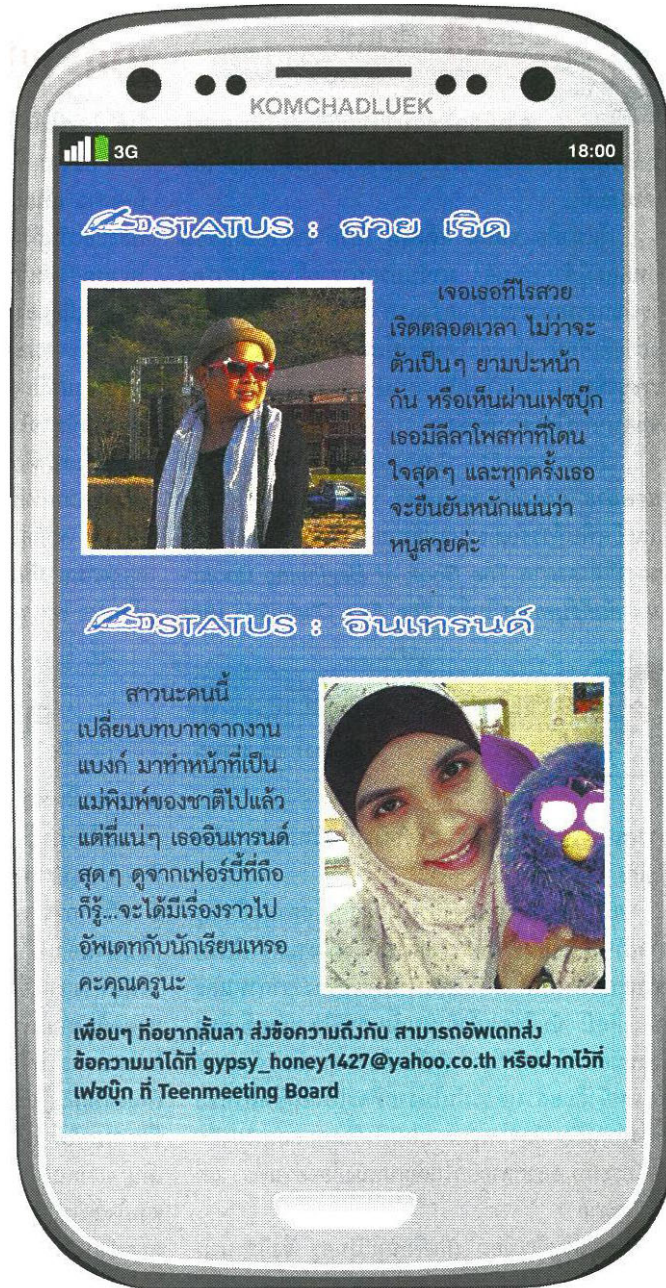 KOMCHADLUEK
3G 18:00
STATUS : สวย เริด
เจอเธอทีไรสวย
เริดตลอดเวลา ไม่ว่าจะ
ตัวเป็นๆ ยามปะหน้า
กัน หรือเห็นผ่านเฟซบุ๊ก
เธอมีลีลาโพสท่าที่โดน
ใจสุดๆ และทุกครั้งเธอ
จะยืนยันหนักแน่นว่า
หนูสวยค่ะ
STATUS : อินเทรนด์
สาวนะคนนี้
เปลี่ยนบทบาทจากงาน
แบงก์ มาทำหน้าที่เป็น
แม่พิมพ์ของชาติไปแล้ว
แต่ที่แน่ๆ เธออินเทรนด์
สุดๆ ดูจากเฟอร์บี้ที่ถือ
ก็รู้...จะได้มีเรื่องราวไป
อัพเดทกับนักเรียนเหรอ
คะคุณครูนะ
เพื่อนๆ ที่อยากลั้นลา ส่งข้อความถึงกัน สามารถอัพเดทส่ง
ข้อความมาได้ที่ gypsy_honey1427@yahoo.co.th หรือฝากไว้ที่
เฟซบุ๊ก ที่ Teenmeeting Board